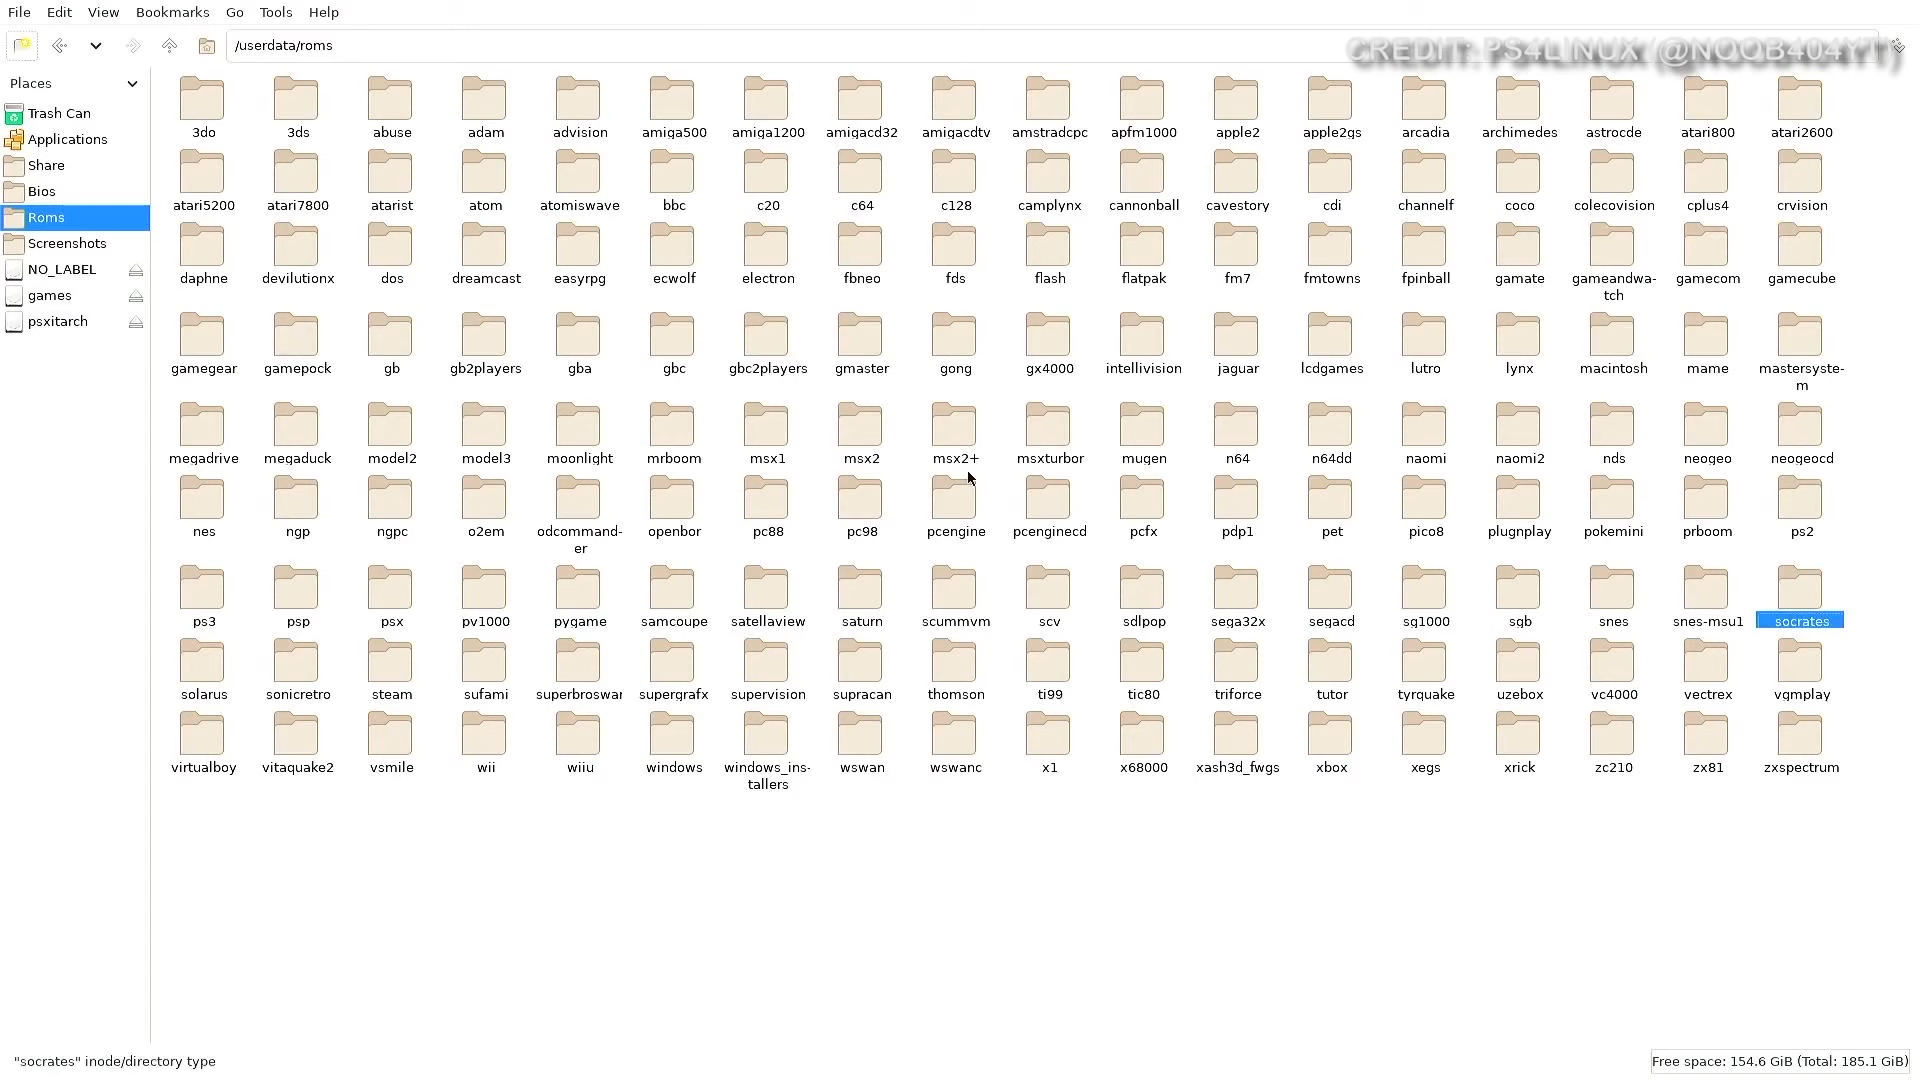 File Edit View Bookmarks Go Tools Help
/userdata/roms
CREDIT: PS4LINUX (@NOOB404YT)
Places
Trash Can
Applications
Share
Bios
Roms
Screenshots
NO_LABEL
games
psxitarch
3do 3ds abuse adam advision amiga500 amiga1200 amigacd32 amigacdtv amstradcpc apfm1000 apple2 apple2gs arcadia archimedes astrocde atari800 atari2600
atari5200 atari7800 atarist atom atomiswave bbc c20 c64 c128 camplynx cannonball cavestory cdi channelf coco colecovision cplus4 crvision
daphne devilutionx dos dreamcast easyrpg ecwolf electron fbneo fds flash flatpak fm7 fmtowns fpinball gamate gameandwa- gamecom gamecube
tch
gamegear gamepock gb gb2players gba gbc gbc2players gmaster gong gx4000 intellivision jaguar lcdgames lutro lynx macintosh mame mastersyste-
m
megadrive megaduck model2 model3 moonlight mrboom msx1 msx2 msx2+ msxturbor mugen n64 n64dd naomi naomi2 nds neogeo neogeocd
nes ngp ngpc o2em odcommand- openbor pc88 pc98 pcengine pcenginecd pcfx pdp1 pet pico8 plugnplay pokemini prboom ps2
er
ps3 psp psx pv1000 pygame samcoupe satellaview saturn scummvm scv sdlpop sega32x segacd sg1000 sgb snes snes-msu1 socrates
solarus sonicretro steam sufami superbroswar supergrafx supervision supracan thomson ti99 tic80 triforce tutor tyrquake uzebox vc4000 vectrex vgmplay
virtualboy vitaquake2 vsmile wii wiiu windows windows_ins- wswan wswanc x1 x68000 xash3d_fwgs xbox xegs xrick zc210 zx81 zxspectrum
tallers
"socrates" inode/directory type
Free space: 154.6 GiB (Total: 185.1 GiB)